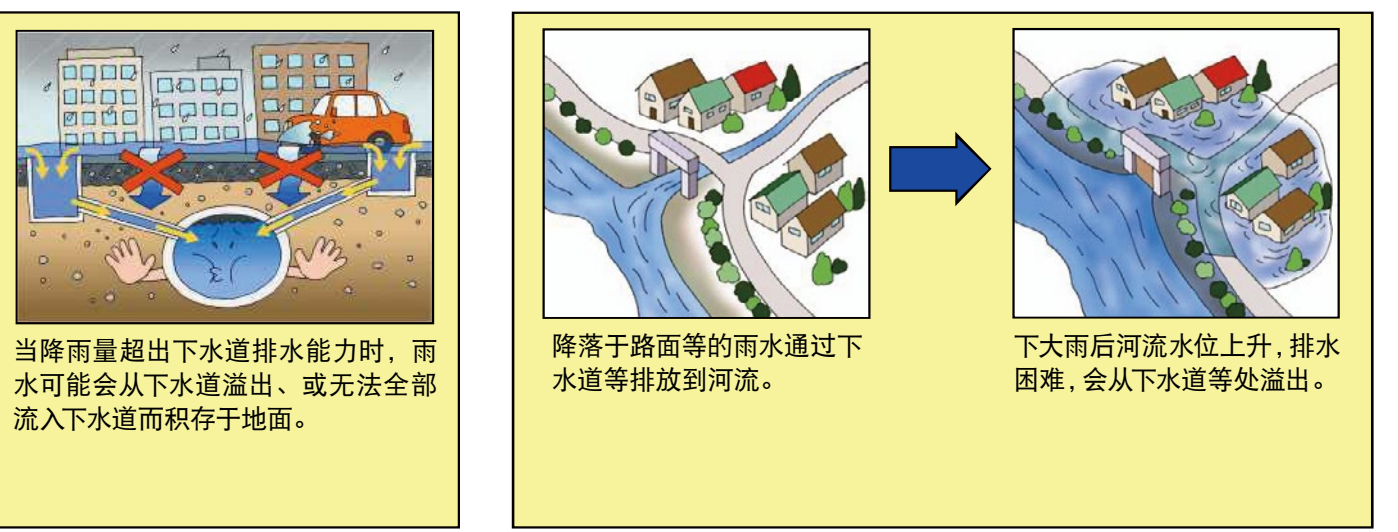 当降雨量超出下水道排水能力时，雨
水可能会从下水道溢出、或无法全部
流入下水道而积存于地面。
降落于路面等的雨水通过下
水道等排放到河流。
下大雨后河流水位上升，排水
困难，会从下水道等处溢出。